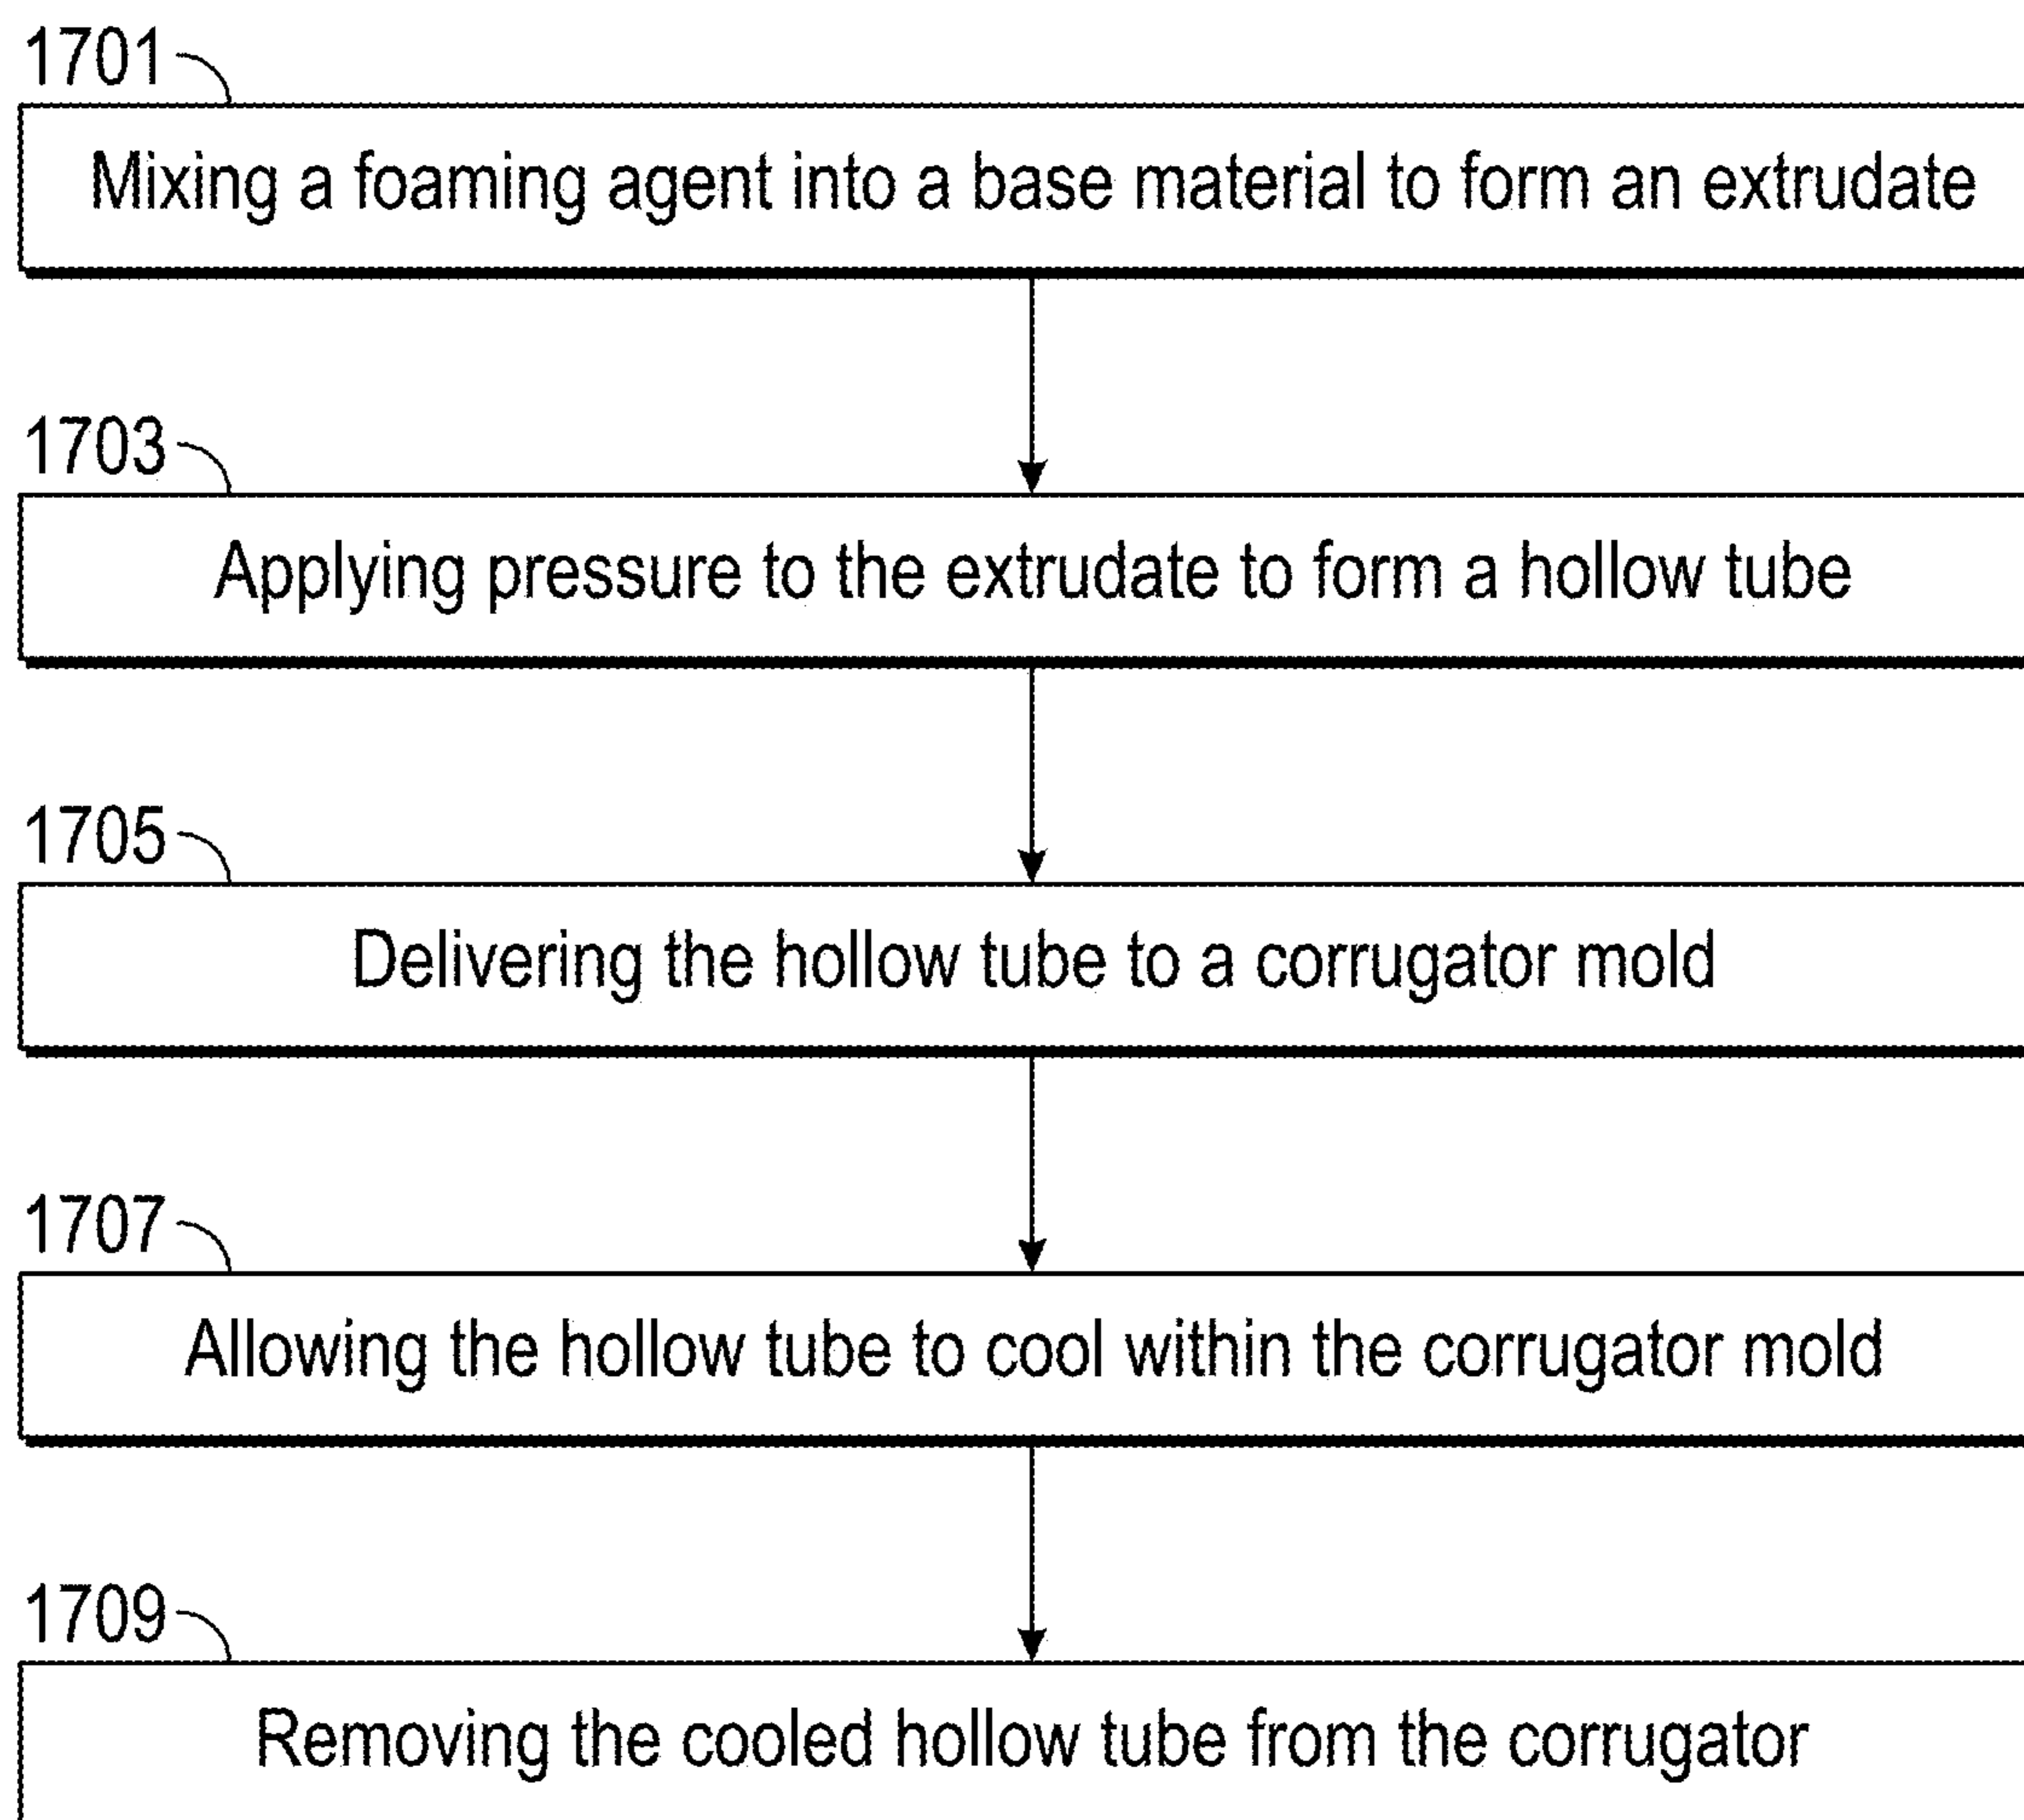 1701
Mixing a foaming agent into a base material to form an extrudate
1703
Applying pressure to the extrudate to form a hollow tube
1705
Delivering the hollow tube to a corrugator mold
1707
Allowing the hollow tube to cool within the corrugator mold
1709
Removing the cooled hollow tube from the corrugator